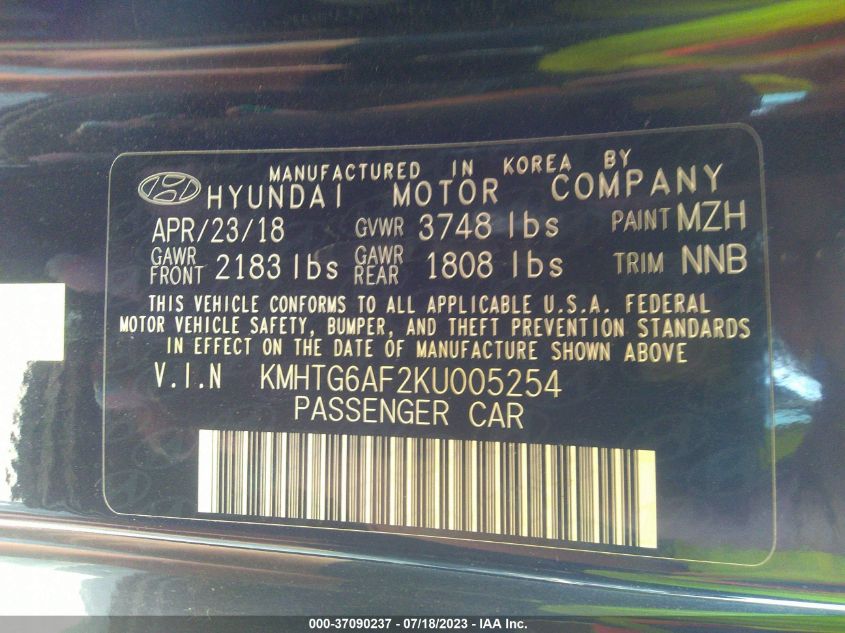 MANUFACTURED IN KOREA BY
HYUNDAI MOTOR COMPANY
APR/23/18 GVWR 3748 lbs PAINT MZH
GAWR FRONT 2183 lbs GAWR REAR 1808 lbs TRIM NNB
THIS VEHICLE CONFORMS TO ALL APPLICABLE U.S.A. FEDERAL
MOTOR VEHICLE SAFETY, BUMPER, AND THEFT PREVENTION STANDARDS
IN EFFECT ON THE DATE OF MANUFACTURE SHOWN ABOVE
V.I.N KMHTG6AF2KU005254
PASSENGER CAR
000-37090237 - 07/18/2023 - IAA Inc.